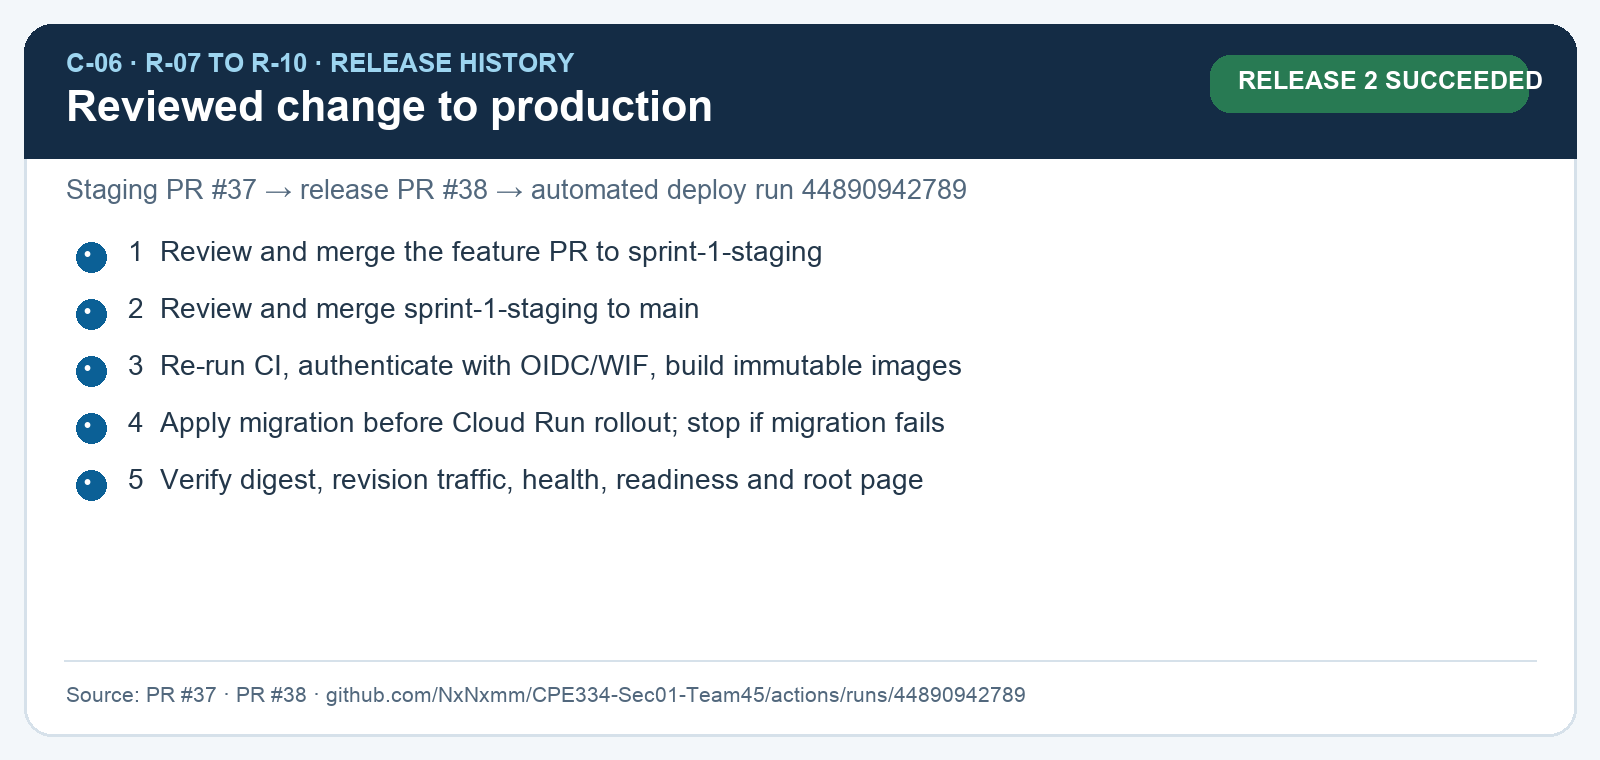 C-06 · R-07 TO R-10 · RELEASE HISTORY
Reviewed change to production
RELEASE 2 SUCCEEDED
Staging PR #37 → release PR #38 → automated deploy run 44890942789
1 Review and merge the feature PR to sprint-1-staging
2 Review and merge sprint-1-staging to main
3 Re-run CI, authenticate with OIDC/WIF, build immutable images
4 Apply migration before Cloud Run rollout; stop if migration fails
5 Verify digest, revision traffic, health, readiness and root page
Source: PR #37 · PR #38 · github.com/NxNxmm/CPE334-Sec01-Team45/actions/runs/44890942789